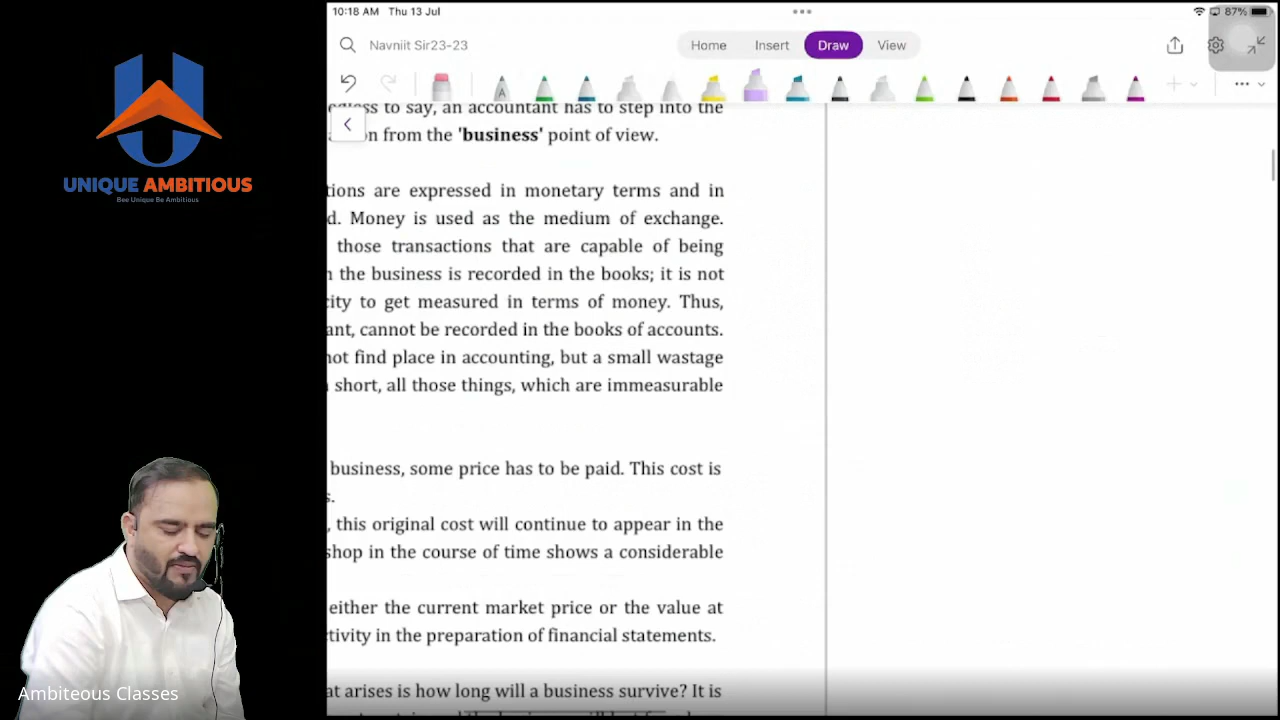 10:18 AM Thu 13 Jul
87%
Navniit Sir23-23
Home Insert Draw View
A
UNIQUE AMBITIOUS
Bee Unique Be Ambitious
to say, an accountant has to step into the
n from the 'business' point of view.
tions are expressed in monetary terms and in
d. Money is used as the medium of exchange.
those transactions that are capable of being
the business is recorded in the books; it is not
city to get measured in terms of money. Thus,
ant, cannot be recorded in the books of accounts.
not find place in accounting, but a small wastage
short, all those things, which are immeasurable
business, some price has to be paid. This cost is
s.
, this original cost will continue to appear in the
shop in the course of time shows a considerable
either the current market price or the value at
tivity in the preparation of financial statements.
at arises is how long will a business survive? It is
Ambiteous Classes